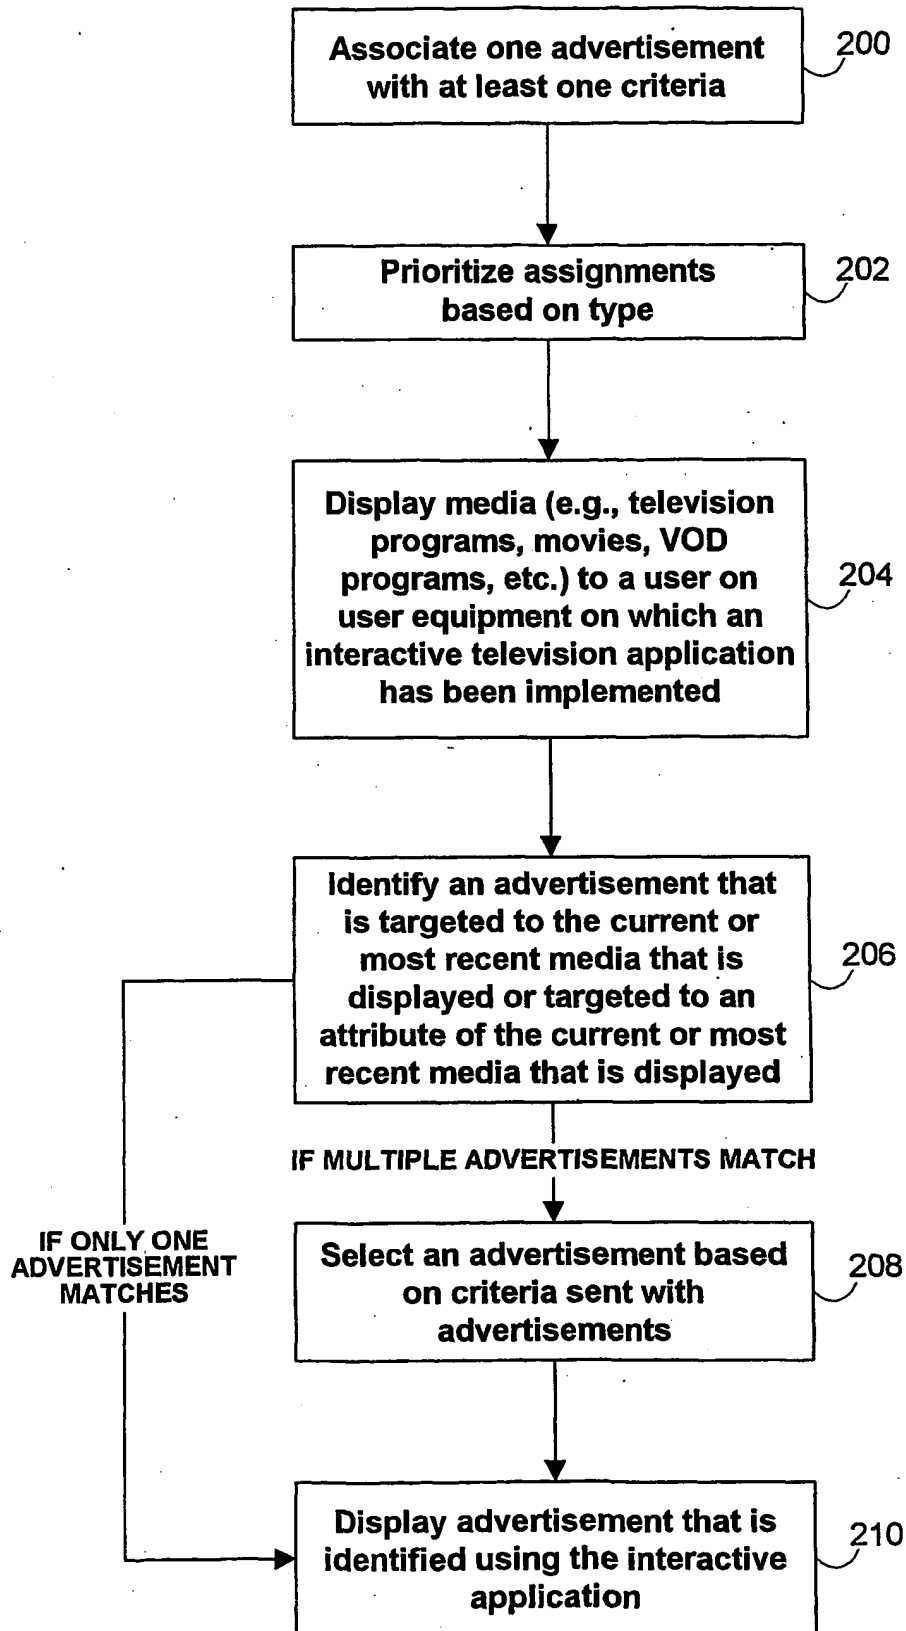 Associate one advertisement
with at least one criteria
200
Prioritize assignments
based on type
202
Display media (e.g., television
programs, movies, VOD
programs, etc.) to a user on
user equipment on which an
interactive television application
has been implemented
204
Identify an advertisement that
is targeted to the current or
most recent media that is
displayed or targeted to an
attribute of the current or most
recent media that is displayed
206
IF MULTIPLE ADVERTISEMENTS MATCH
IF ONLY ONE
ADVERTISEMENT
MATCHES
Select an advertisement based
on criteria sent with
advertisements
208
Display advertisement that is
identified using the interactive
application
210